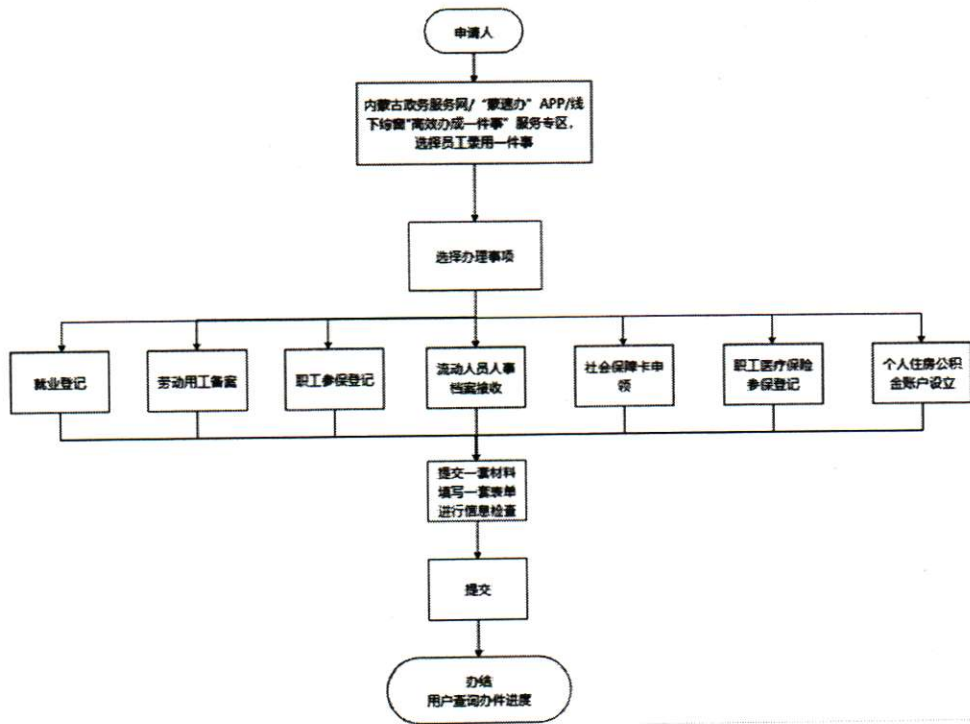 申请人
内蒙古政务服务网/“蒙速办”APP/线
下综窗“高效办成一件事”服务专区，
选择员工录用一件事
选择办理事项
就业登记
劳动用工备案
职工参保登记
流动人员人事
档案接收
社会保障卡申
领
职工医疗保险
参保登记
个人住房公积
金账户设立
提交一套材料
填写一套表单
进行信息检查
提交
办结
用户查询办件进度